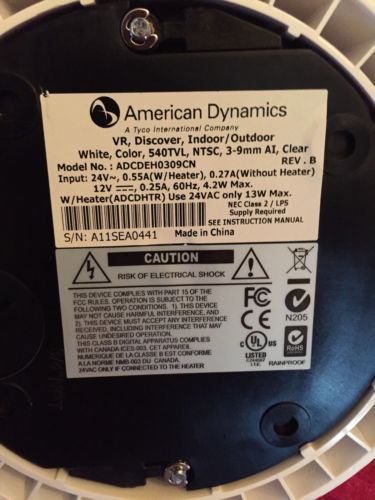 American Dynamics
A Tyco International Company
VR, Discover, Indoor/Outdoor
White, Color, 540TVL, NTSC, 3-9mm AI, Clear
Model No. : ADCDEH0309CN REV. B
Input: 24V~, 0.55A(W/Heater), 0.27A(Without Heater)
12V 0.25A, 60Hz, 4.2W Max.
W/Heater(ADCDHTR) Use 24VAC only 13W Max.
NEC Class 2 / LPS
Supply Required.
SEE INSTRUCTION MANUAL
S/N: A11SEA0441 Made in China
CAUTION
RISK OF ELECTRICAL SHOCK
THIS DEVICE COMPLIES WITH PART 15 OF THE
FCC RULES. OPERATION IS SUBJECT TO THE
FOLLOWING TWO CONDITIONS. 1). THIS DEVICE
MAY NOT CAUSE HARMFUL INTERFERENCE, AND
2). THIS DEVICE MUST ACCEPT ANY INTERFERENCE
CAUSE UNDESIRED OPERATION.
THIS CLASS B DIGITAL APPARATUS COMPLIES
WITH CANADA ICES-003. CET APPAREIL
NUMERIQUE DE LA CLASSE B EST CONFORME
A LA NORME NMB-003 DU CANADA.
24VAC ONLY IF CONNECTED TO THE HEATER
FC
N205
c UL US
LISTED
11E
RoHS
RAINPROOF